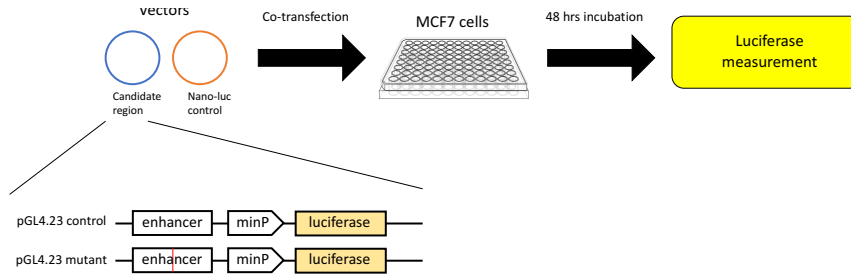 vectors
Co-transfection
MCF7 cells
48 hrs incubation
Luciferase
measurement
Candidate
region
Nano-luc
control
pGL4.23 control
enhancer
minP
luciferase
pGL4.23 mutant
enhancer
minP
luciferase